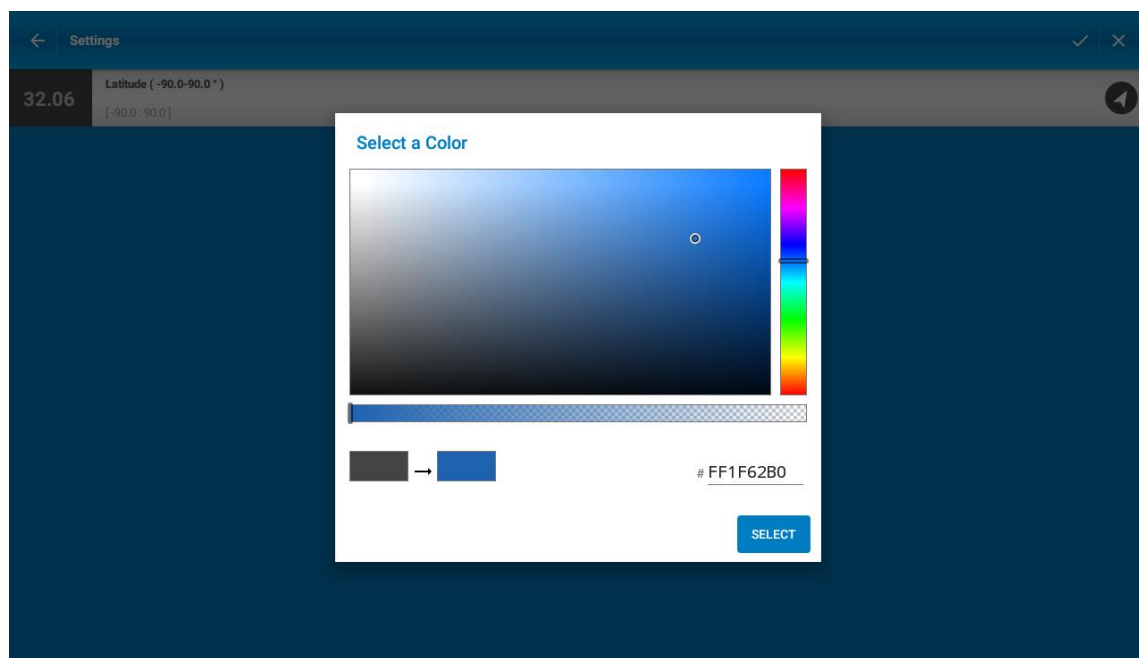 Settings
32.06
Latitude ( -90.0-90.0 ° )
[ -90.0 : 90.0 ]
Select a Color
# FF1F62B0
SELECT